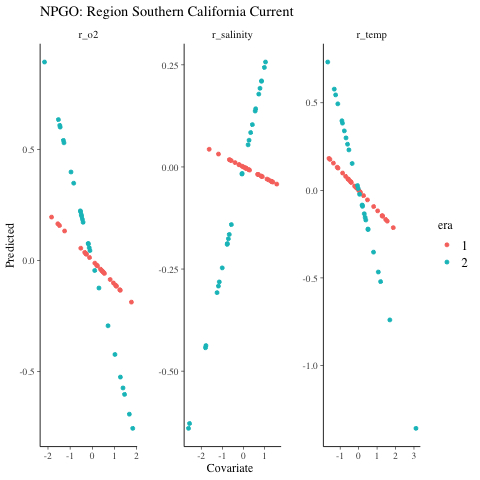 NPGO: Region Southern California Current
r_o2 r_salinity r_temp
0.5
0.0
-0.5
0.25
0.00
-0.25
-0.50
0.5
0.0
-0.5
-1.0
Predicted
era
1
2
-2 -1 0 1 2
-2 -1 0 1
-1 0 1 2 3
Covariate